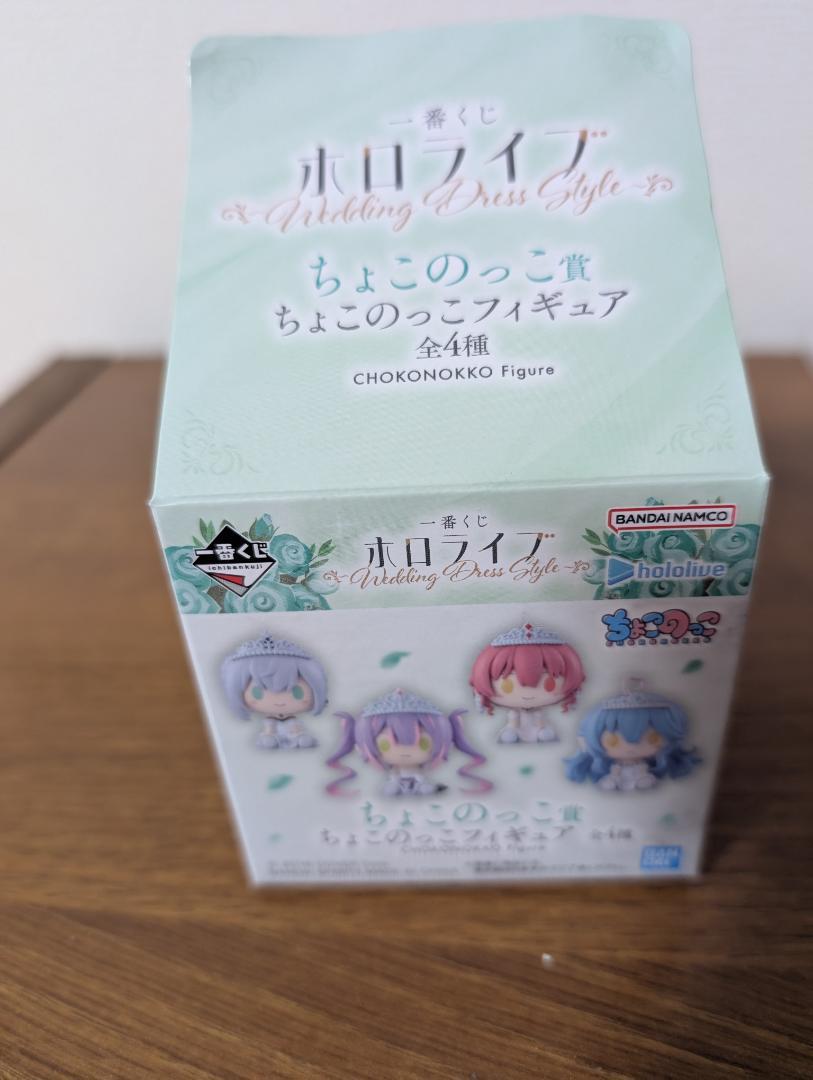 一番くじ
ホロライブ
～Wedding Dress Style～
ちょこのっこ賞
ちょこのっこフィギュア
全4種
CHOKONOKKO Figure
一番くじ
ichibankuji
一番くじ
ホロライブ
～Wedding Dress Style～
BANDAI NAMCO
hololive
ちょこのっこ
CHOKONOKKO
ちょこのっこ賞
ちょこのっこフィギュア 全4種
CHOKONOKKO Figure
BANDAI